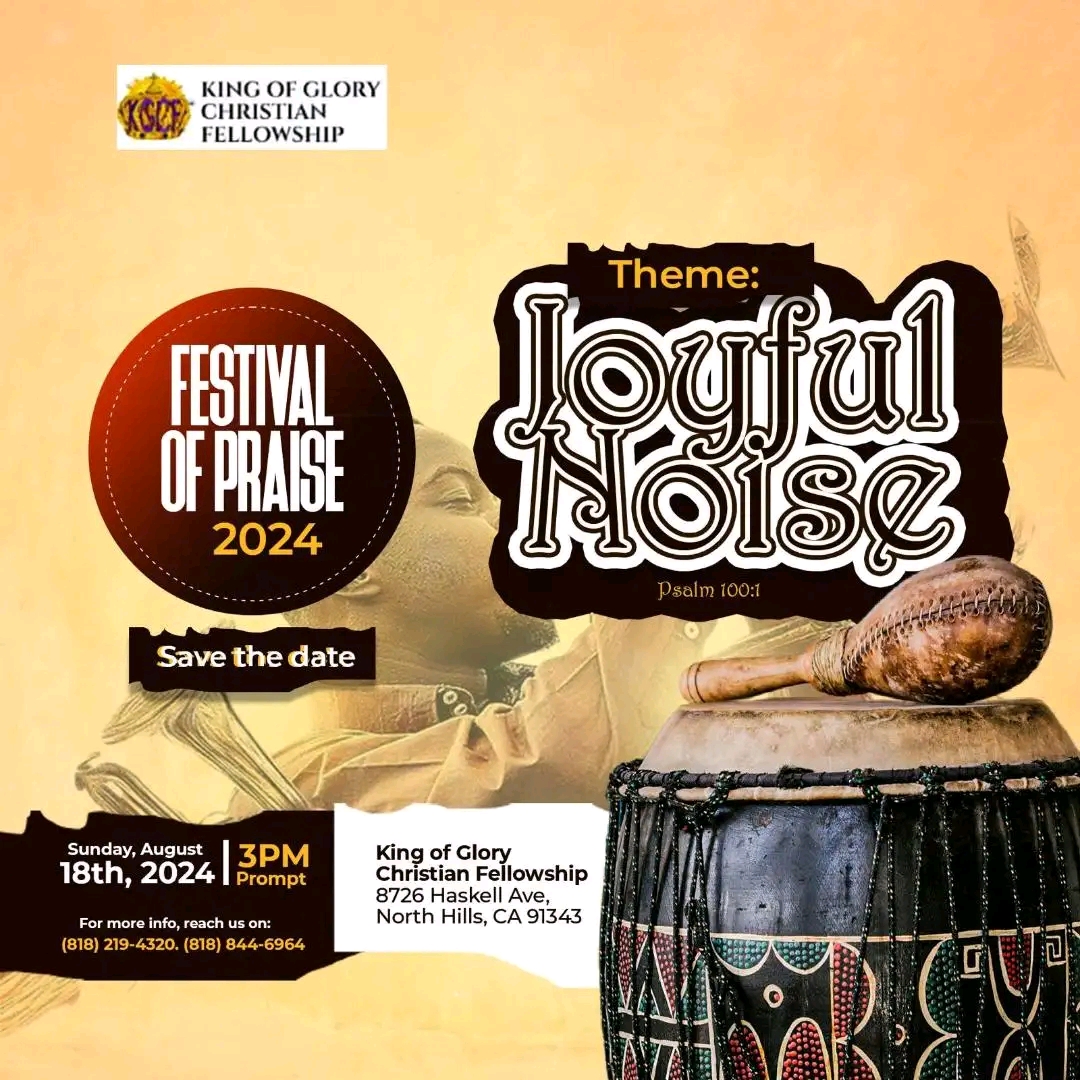 KGCF
KING OF GLORY
CHRISTIAN
FELLOWSHIP
FESTIVAL
OF PRAISE
2024
Save the date
Theme:
Joyful
Noise
Psalm 100:1
Sunday, August
18th, 2024
3PM
Prompt
For more info, reach us on:
(818) 219-4320. (818) 844-6964
King of Glory
Christian Fellowship
8726 Haskell Ave,
North Hills, CA 91343